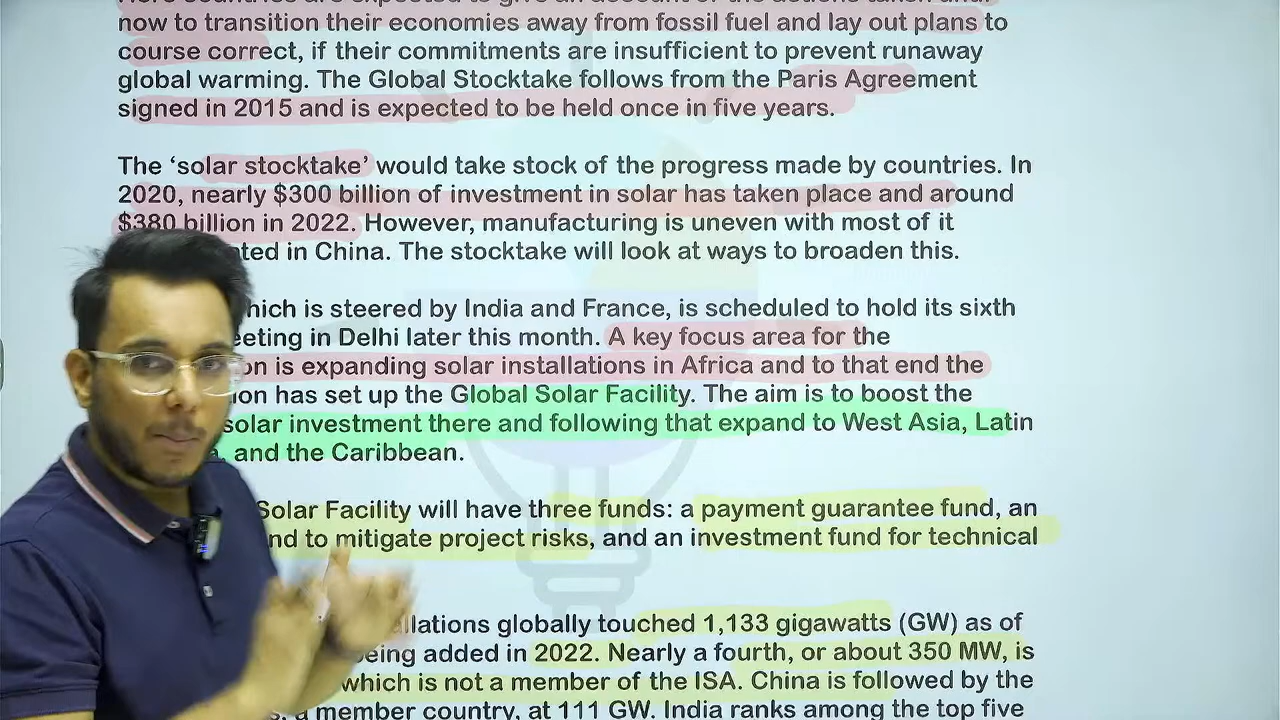 now to transition their economies away from fossil fuel and lay out plans to
course correct, if their commitments are insufficient to prevent runaway
global warming. The Global Stocktake follows from the Paris Agreement
signed in 2015 and is expected to be held once in five years.
The ‘solar stocktake’ would take stock of the progress made by countries. In
2020, nearly $300 billion of investment in solar has taken place and around
$380 billion in 2022. However, manufacturing is uneven with most of it
ted in China. The stocktake will look at ways to broaden this.
hich is steered by India and France, is scheduled to hold its sixth
eeting in Delhi later this month. A key focus area for the
on is expanding solar installations in Africa and to that end the
ion has set up the Global Solar Facility. The aim is to boost the
solar investment there and following that expand to West Asia, Latin
, and the Caribbean.
Solar Facility will have three funds: a payment guarantee fund, an
nd to mitigate project risks, and an investment fund for technical
llations globally touched 1,133 gigawatts (GW) as of
eing added in 2022. Nearly a fourth, or about 350 MW, is
which is not a member of the ISA. China is followed by the
s, a member country, at 111 GW. India ranks among the top five